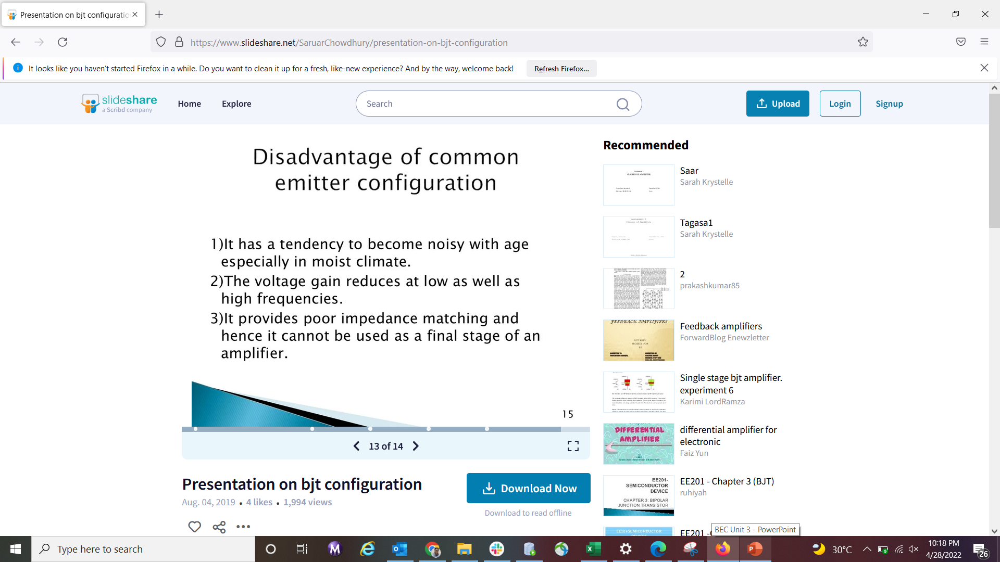 Presentation on bjt configuratio
https://www.slideshare.net/SaruarChowdhury/presentation-on-bjt-configuration
It looks like you haven't started Firefox in a while. Do you want to clean it up for a fresh, like-new experience? And by the way, welcome back!
Refresh Firefox...
slideshare
a Scribd company
Home
Explore
Search
Upload
Login
Signup
Disadvantage of common
emitter configuration
1)It has a tendency to become noisy with age
especially in moist climate.
2)The voltage gain reduces at low as well as
high frequencies.
3)It provides poor impedance matching and
hence it cannot be used as a final stage of an
amplifier.
15
13 of 14
Presentation on bjt configuration
Aug. 04, 2019 • 4 likes • 1,994 views
Download Now
Download to read offline
Recommended
Saar
Sarah Krystelle
Tagasa1
Sarah Krystelle
2
prakashkumar85
FEEDBACK AMPLIFIERS
Feedback amplifiers
ForwardBlog Enewzletter
Single stage bjt amplifier.
experiment 6
Karimi LordRamza
DIFFERENTIAL
AMPLIFIER
differential amplifier for
electronic
Faiz Yun
EE201-
SEMICONDUCTOR
DEVICE
CHAPTER 3: BIPOLAR
JUNCTION TRANSISTOR
EE201 - Chapter 3 (BJT)
ruhiyah
EE201-SEMICONDUCTOR
EE201 -
BEC Unit 3 - PowerPoint
Type here to search
30°C
10:18 PM
4/28/2022
26